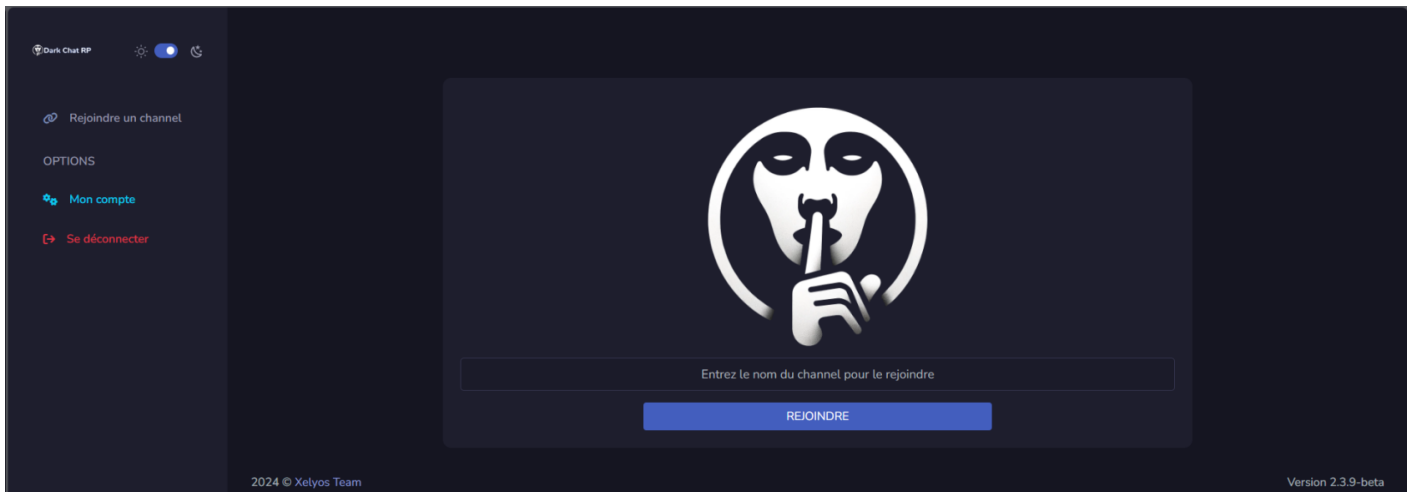 Dark Chat RP
Rejoindre un channel
OPTIONS
Mon compte
Se déconnecter
Entrez le nom du channel pour le rejoindre
REJOINDRE
2024 © Xelyos Team
Version 2.3.9-beta